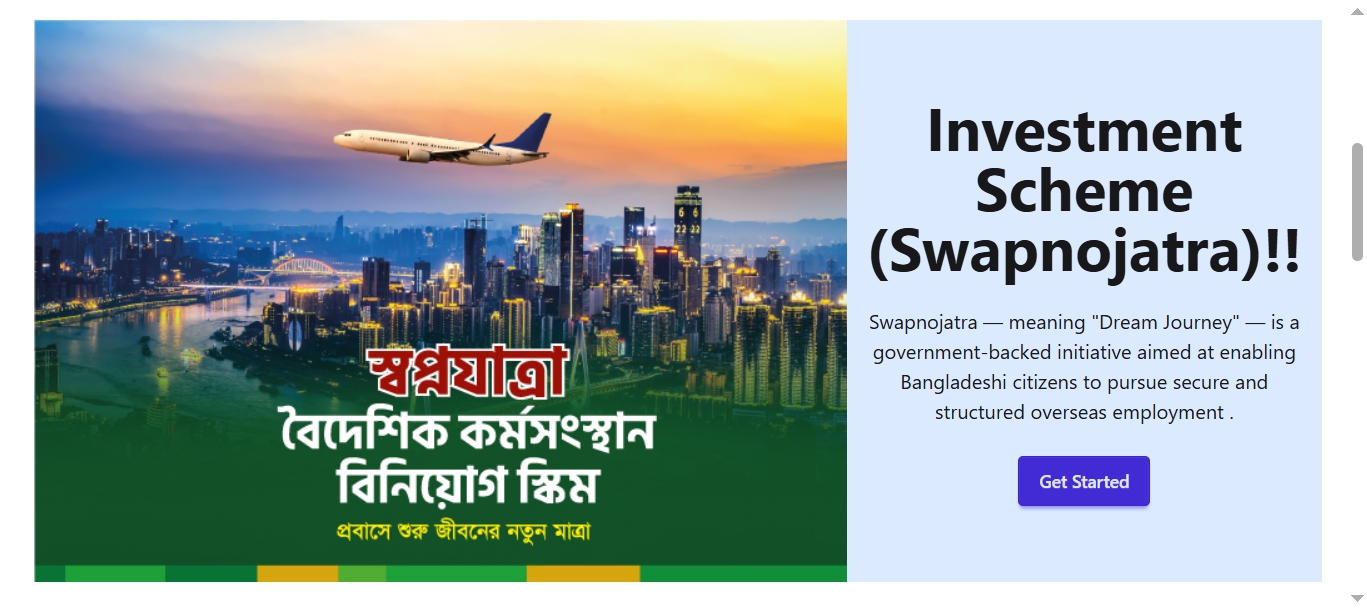 স্বপ্নযাত্রা
বৈদেশিক কর্মসংস্থান
বিনিয়োগ স্কিম
প্রবাসে শুরু জীবনের নতুন মাত্রা
Investment
Scheme
(Swapnojatra)!!
Swapnojatra — meaning "Dream Journey" — is a
government-backed initiative aimed at enabling
Bangladeshi citizens to pursue secure and
structured overseas employment .
Get Started